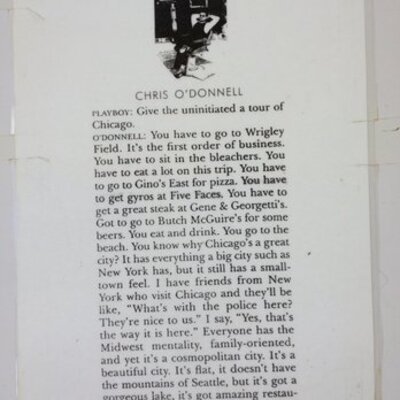 CHRIS O'DONNELL
PLAYBOY: Give the uninitiated a tour of
Chicago.
O'DONNELL: You have to go to Wrigley
Field. It's the first order of business.
You have to sit in the bleachers. You
have to eat a lot on this trip. You have
to go to Gino's East for pizza. You have
to get gyros at Five Faces. You have to
get a great steak at Gene & Georgetti's.
Got to go to Butch McGuire's for some
beers. You eat and drink. You go to the
beach. You know why Chicago's a great
city? It has everything a big city such as
New York has, but it still has a small-
town feel. I have friends from New
York who visit Chicago and they'll be
like, "What's with the police here?
They're nice to us." I say, "Yes, that's
the way it is here." Everyone has the
Midwest mentality, family-oriented,
and yet it's a cosmopolitan city. It's a
beautiful city. It's flat, it doesn't have
the mountains of Seattle, but it's got a
gorgeous lake, it's got amazing restau-